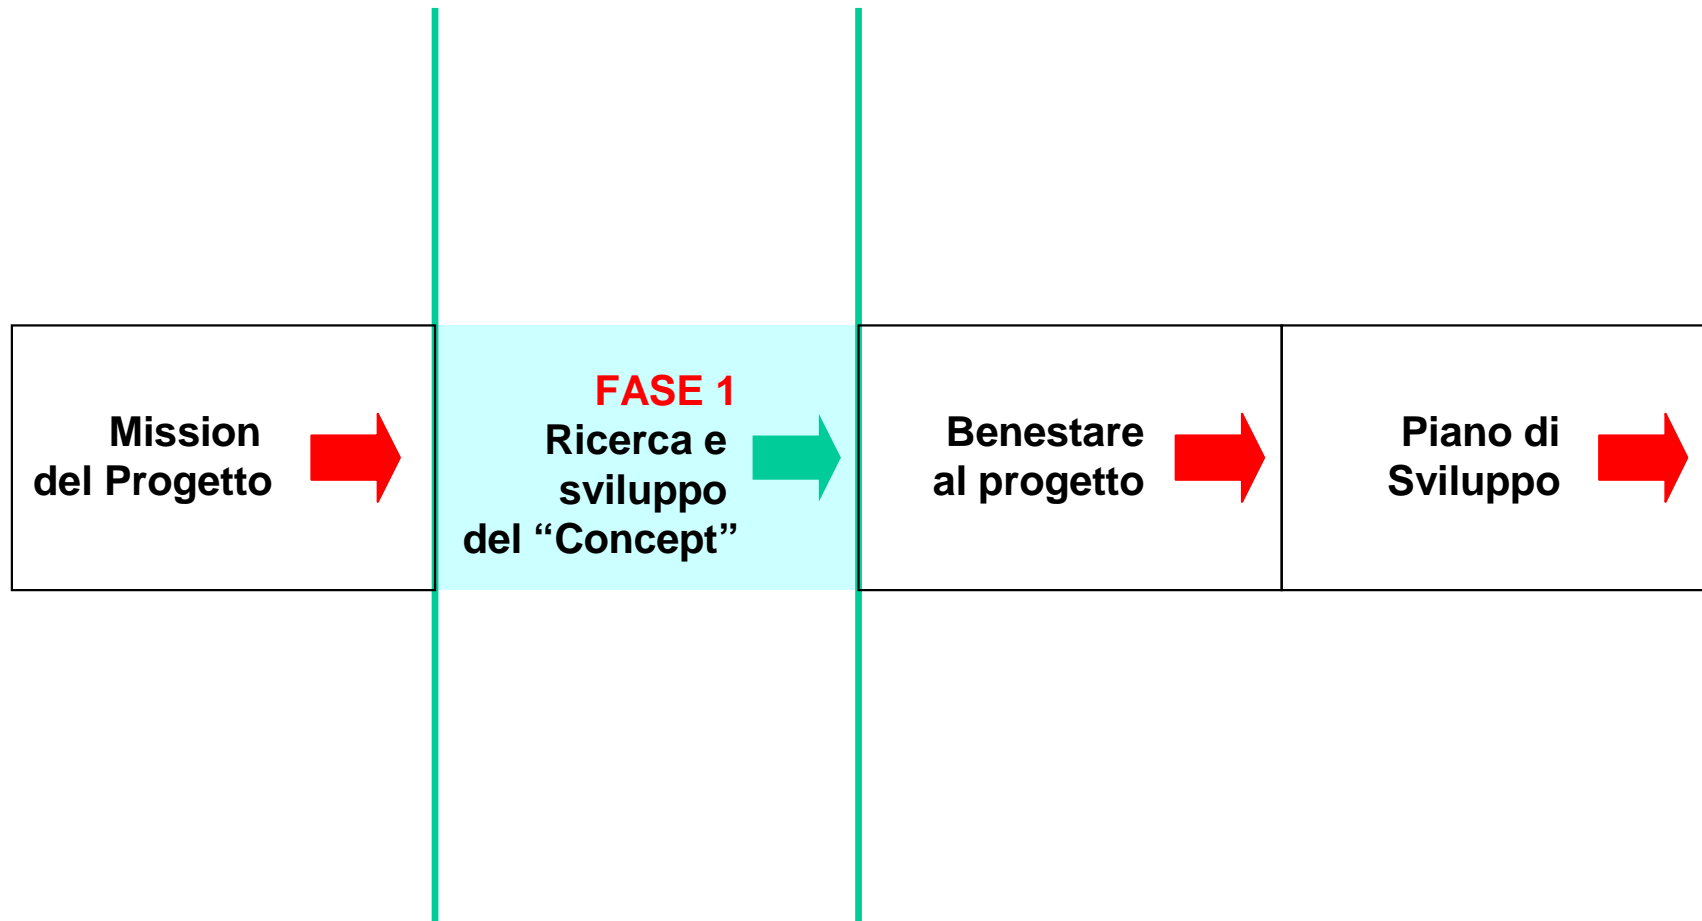 Mission
del Progetto
FASE 1
Ricerca e
sviluppo
del “Concept”
Benestare
al progetto
Piano di
Sviluppo